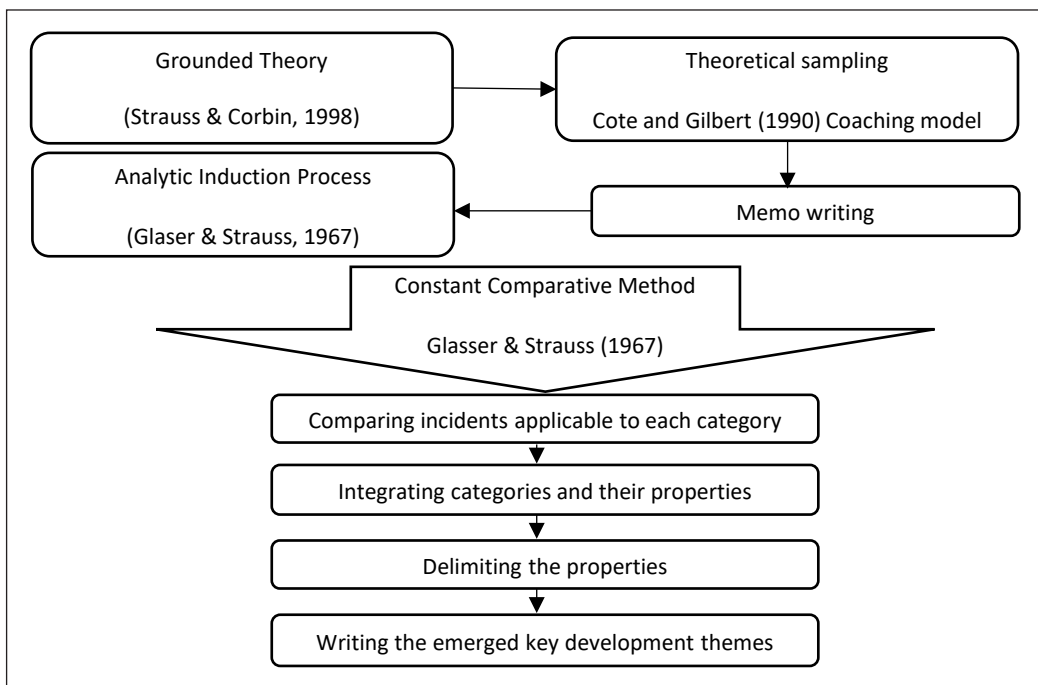 Grounded Theory
(Strauss & Corbin, 1998)
Theoretical sampling
Cote and Gilbert (1990) Coaching model
Analytic Induction Process
(Glaser & Strauss, 1967)
Memo writing
Constant Comparative Method
Glasser & Strauss (1967)
Comparing incidents applicable to each category
Integrating categories and their properties
Delimiting the properties
Writing the emerged key development themes